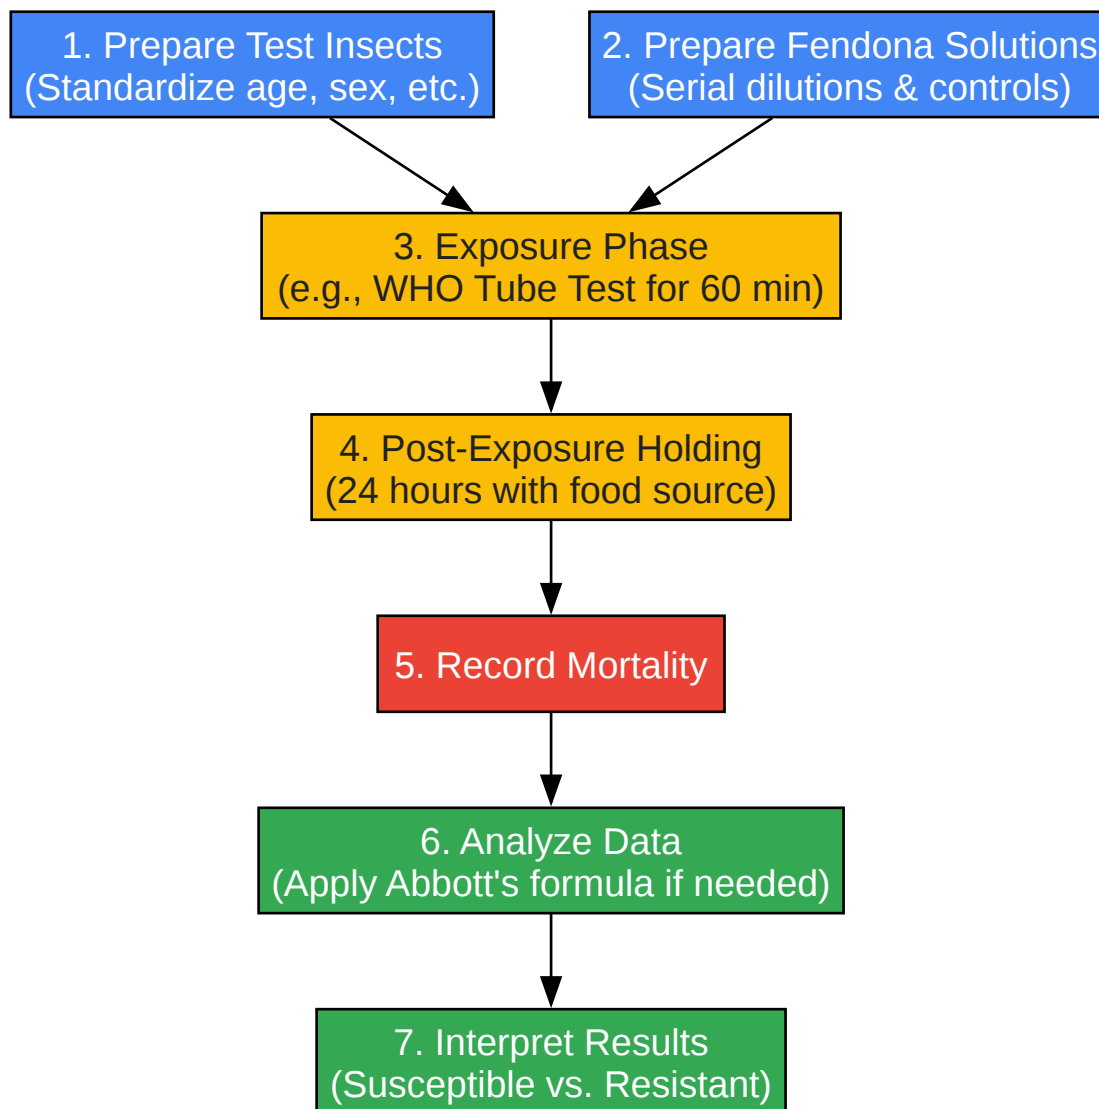 1. Prepare Test Insects
(Standardize age, sex, etc.)
2. Prepare Fendona Solutions
(Serial dilutions & controls)
3. Exposure Phase
(e.g., WHO Tube Test for 60 min)
4. Post-Exposure Holding
(24 hours with food source)
5. Record Mortality
6. Analyze Data
(Apply Abbott's formula if needed)
7. Interpret Results
(Susceptible vs. Resistant)